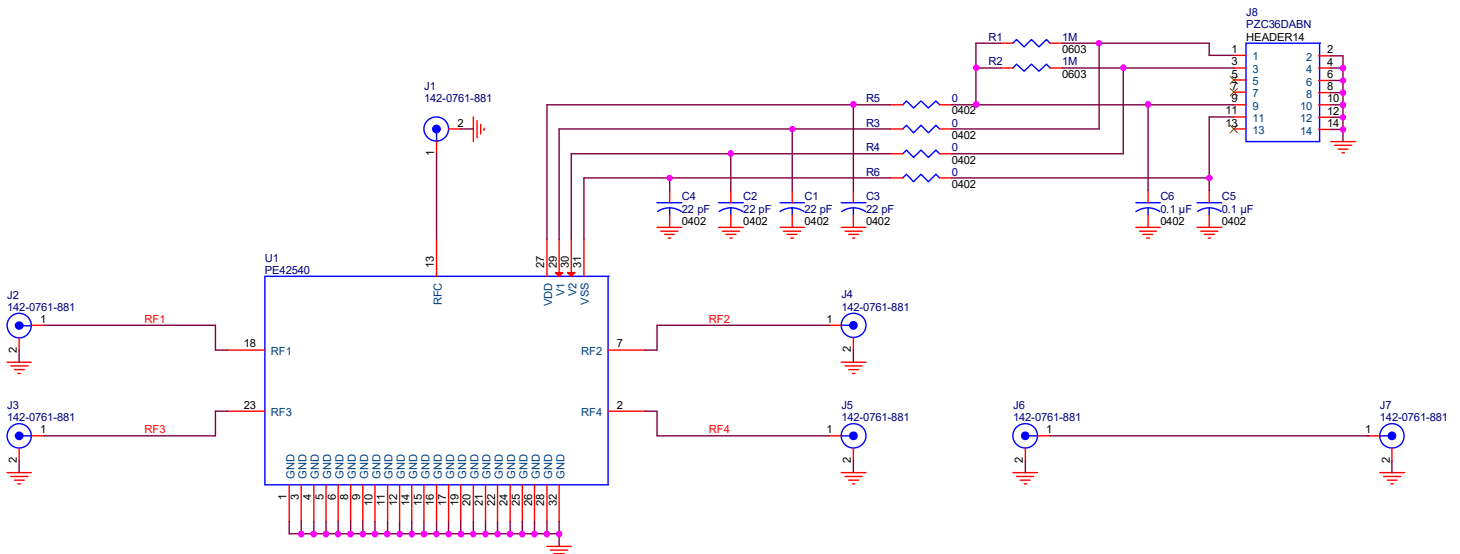 J8
PZC36DABN
HEADER14
R1 1M
0603
R2 1M
0603
1 1 2 2
3 3 4 4
5 5 6 6
7 7 8 8
9 9 10 10
11 11 12 12
13 13 14 14
J1
142-0761-881
2
1
R5 0
0402
R3 0
0402
R4 0
0402
R6 0
0402
C4
22 pF
0402
C2
22 pF
0402
C1
22 pF
0402
C3
22 pF
0402
C6
0.1 µF
0402
C5
0.1 µF
0402
U1
PE42540
13
27
29
30
31
RFC
VDD
V1
V2
VSS
J2
142-0761-881
1
RF1
2
18
RF1
J4
142-0761-881
RF2
7
RF2
1
2
J3
142-0761-881
1
RF3
2
23
RF3
J5
142-0761-881
RF4
2
RF4
1
2
J6
142-0761-881
1
2
J7
142-0761-881
1
2
GND GND GND GND GND GND GND GND GND GND GND GND GND GND GND GND GND GND GND GND GND GND GND
1 3 4 5 6 8 9 10 11 12 14 15 16 17 19 20 21 22 24 25 26 28 32